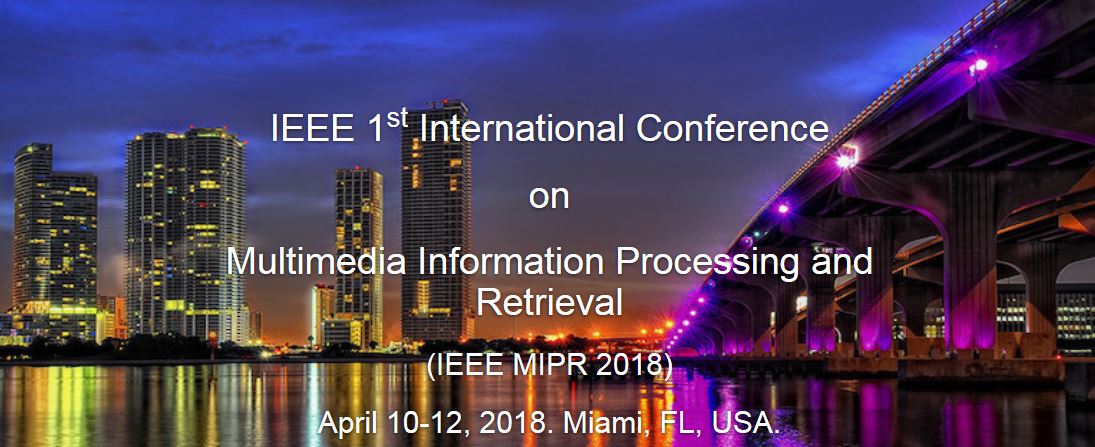 IEEE 1st International Conference
on
Multimedia Information Processing and
Retrieval
(IEEE MIPR 2018)
April 10-12, 2018. Miami, FL, USA.